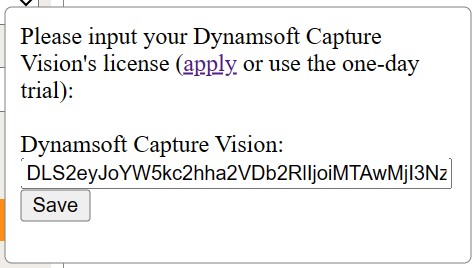 Please input your Dynamsoft Capture
Vision's license (apply or use the one-day
trial):
Dynamsoft Capture Vision:
DLS2eyJoYW5kc2hha2VDb2RlIjoiMTAwMjI3Nz
Save